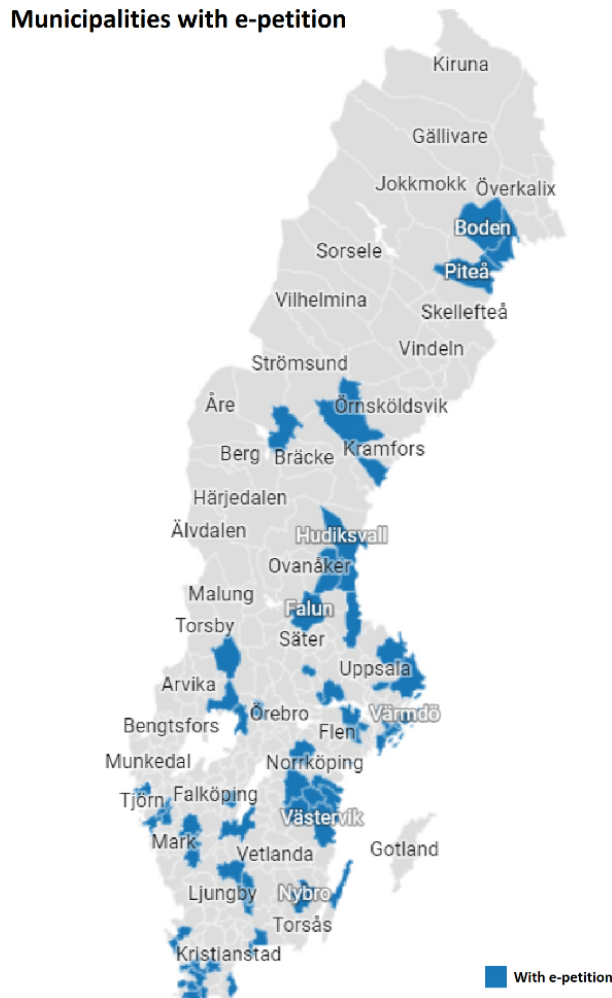 Municipalities with e-petition
Kiruna
Gällivare
Jokkmokk
Överkalix
Boden
Sorsele
Piteå
Vilhelmina
Skellefteå
Vindeln
Strömsund
Åre
Örnsköldsvik
Berg
Bräcke
Kramfors
Härjedalen
Älvdalen
Hudiksvall
Ovanåker
Malung
Falun
Torsby
Säter
Uppsala
Arvika
Örebro
Värmdö
Bengtsfors
Flen
Munkedal
Norrköping
Tjörn
Falköping
Västervik
Mark
Vetlanda
Gotland
Ljungby
Nybro
Torsås
Kristianstad
With e-petition